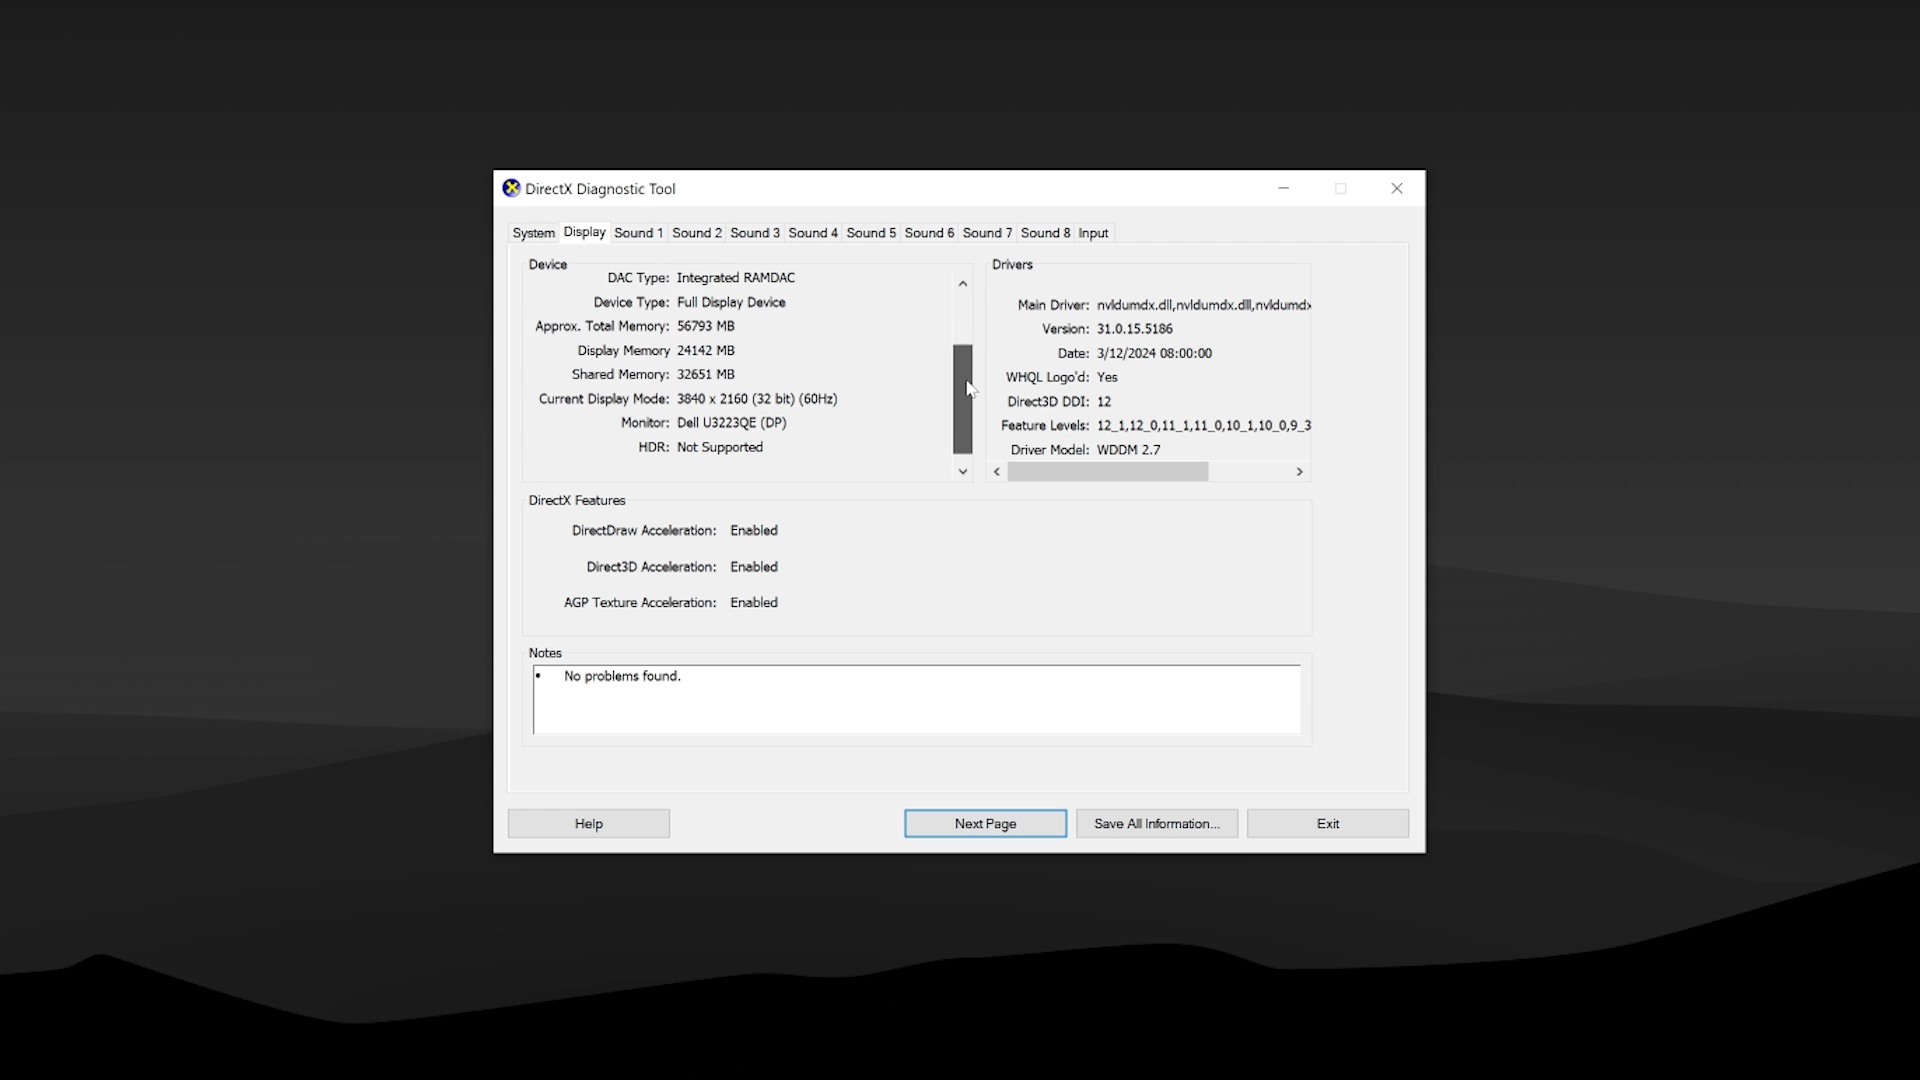 DirectX Diagnostic Tool
System Display Sound 1 Sound 2 Sound 3 Sound 4 Sound 5 Sound 6 Sound 7 Sound 8 Input
Device
DAC Type: Integrated RAMDAC
Device Type: Full Display Device
Approx. Total Memory: 56793 MB
Display Memory 24142 MB
Shared Memory: 32651 MB
Current Display Mode: 3840 x 2160 (32 bit) (60Hz)
Monitor: Dell U3223QE (DP)
HDR: Not Supported
Drivers
Main Driver: nvldumdx.dll,nvldumdx.dll,nvldumdx
Version: 31.0.15.5186
Date: 3/12/2024 08:00:00
WHQL Logo'd: Yes
Direct3D DDI: 12
Feature Levels: 12_1,12_0,11_1,11_0,10_1,10_0,9_3
Driver Model: WDDM 2.7
DirectX Features
DirectDraw Acceleration: Enabled
Direct3D Acceleration: Enabled
AGP Texture Acceleration: Enabled
Notes
• No problems found.
Help Next Page Save All Information... Exit